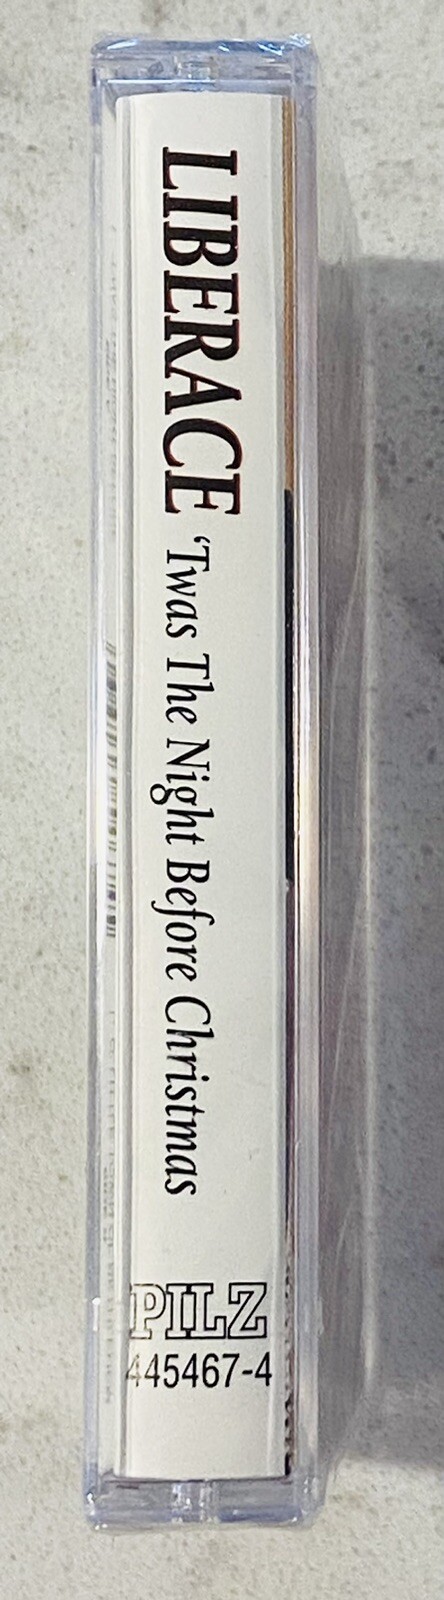 LIBERACE 'Twas The Night Before Christmas
PILZ
445467-4